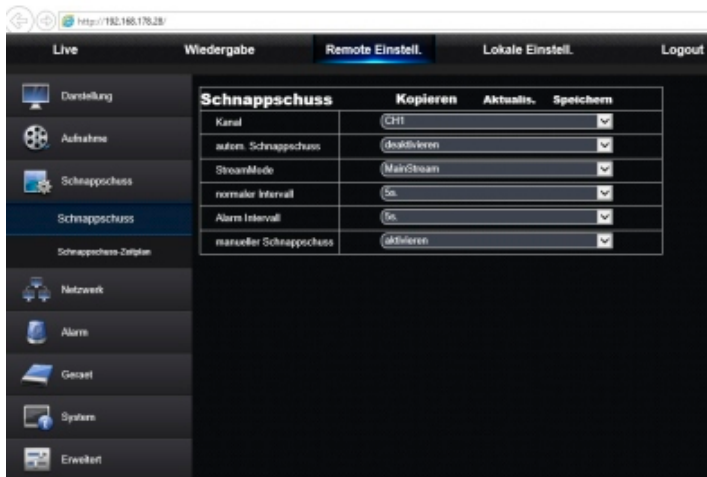 http://192.168.178.28/
Live Wiedergabe Remote Einstell. Lokale Einstell. Logout
Darstellung
Aufnahme
Schnappschuss
Schnappschuss
Schnappschuss-Zeitplan
Netzwerk
Alarm
Geraet
System
Erweitert
Schnappschuss Kopieren Aktualis. Speichern
Kanal CH1
autom. Schnappschuss deaktivieren
StreamMode MainStream
normaler Intervall 5s.
Alarm Intervall 5s.
manueller Schnappschuss aktivieren